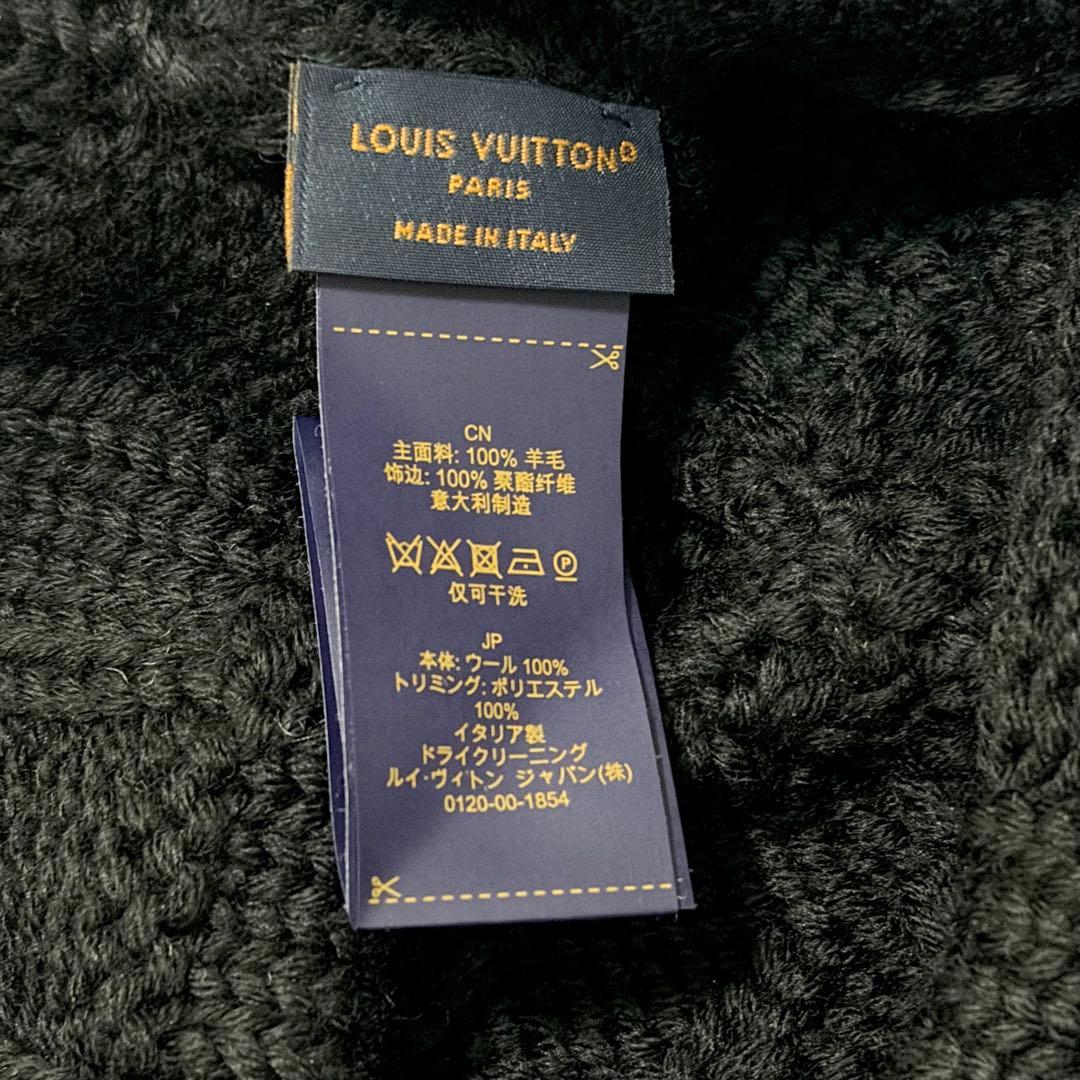 LOUIS VUITTON®
PARIS
MADE IN ITALY
CN
主面料: 100% 羊毛
饰边: 100% 聚酯纤维
意大利制造
P
仅可干洗
JP
本体: ウール 100%
トリミング: ポリエステル
100%
イタリア製
ドライクリーニング
ルイ·ヴィトン ジャパン(株)
0120-00-1854